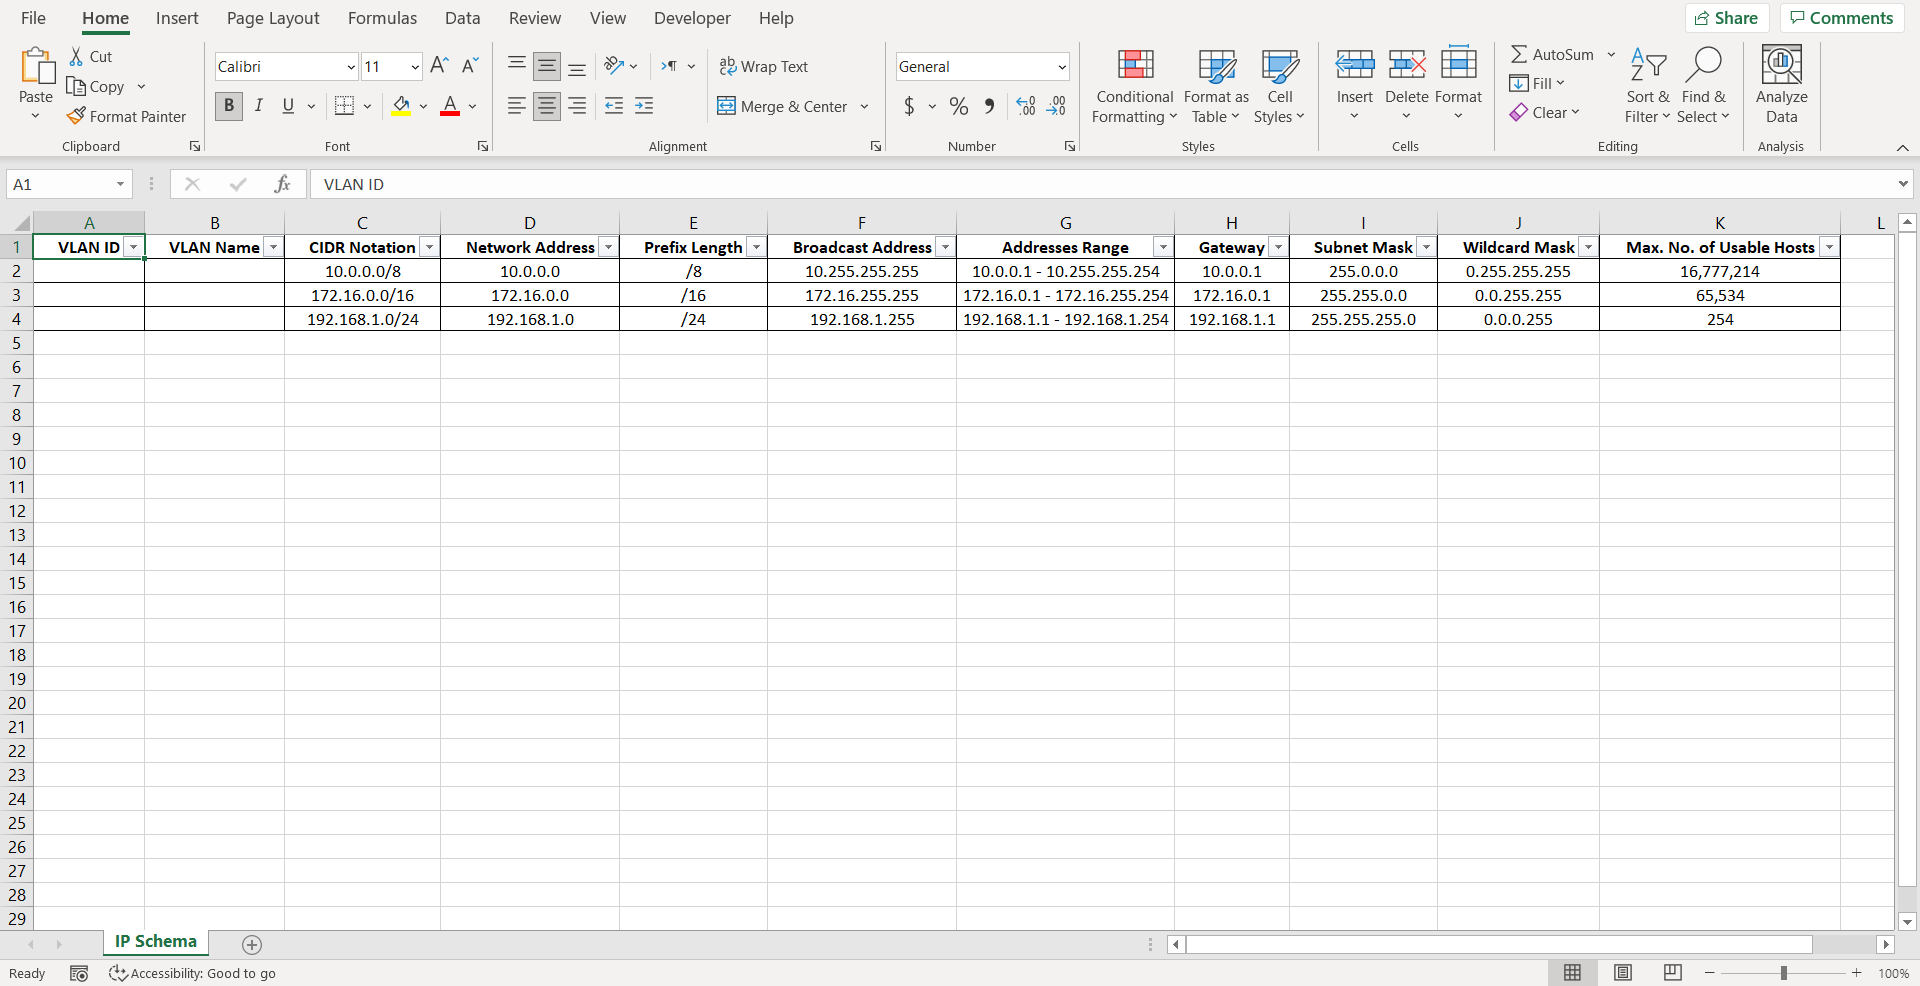 File Home Insert Page Layout Formulas Data Review View Developer Help Share Comments
Paste Cut Copy Format Painter Clipboard
Calibri 11 B I U A Font
Wrap Text Merge & Center Alignment
General $ % Number
Conditional Formatting Format as Table Cell Styles Styles
Insert Delete Format Cells
AutoSum Fill Clear Sort & Filter Find & Select Editing
Analyze Data Analysis
A1 fx VLAN ID
A B C D E F G H I J K L
1 VLAN ID VLAN Name CIDR Notation Network Address Prefix Length Broadcast Address Addresses Range Gateway Subnet Mask Wildcard Mask Max. No. of Usable Hosts
2 10.0.0.0/8 10.0.0.0 /8 10.255.255.255 10.0.0.1 - 10.255.255.254 10.0.0.1 255.0.0.0 0.255.255.255 16,777,214
3 172.16.0.0/16 172.16.0.0 /16 172.16.255.255 172.16.0.1 - 172.16.255.254 172.16.0.1 255.255.0.0 0.0.255.255 65,534
4 192.168.1.0/24 192.168.1.0 /24 192.168.1.255 192.168.1.1 - 192.168.1.254 192.168.1.1 255.255.255.0 0.0.0.255 254
5
6
7
8
9
10
11
12
13
14
15
16
17
18
19
20
21
22
23
24
25
26
27
28
29
IP Schema
Ready Accessibility: Good to go 100%